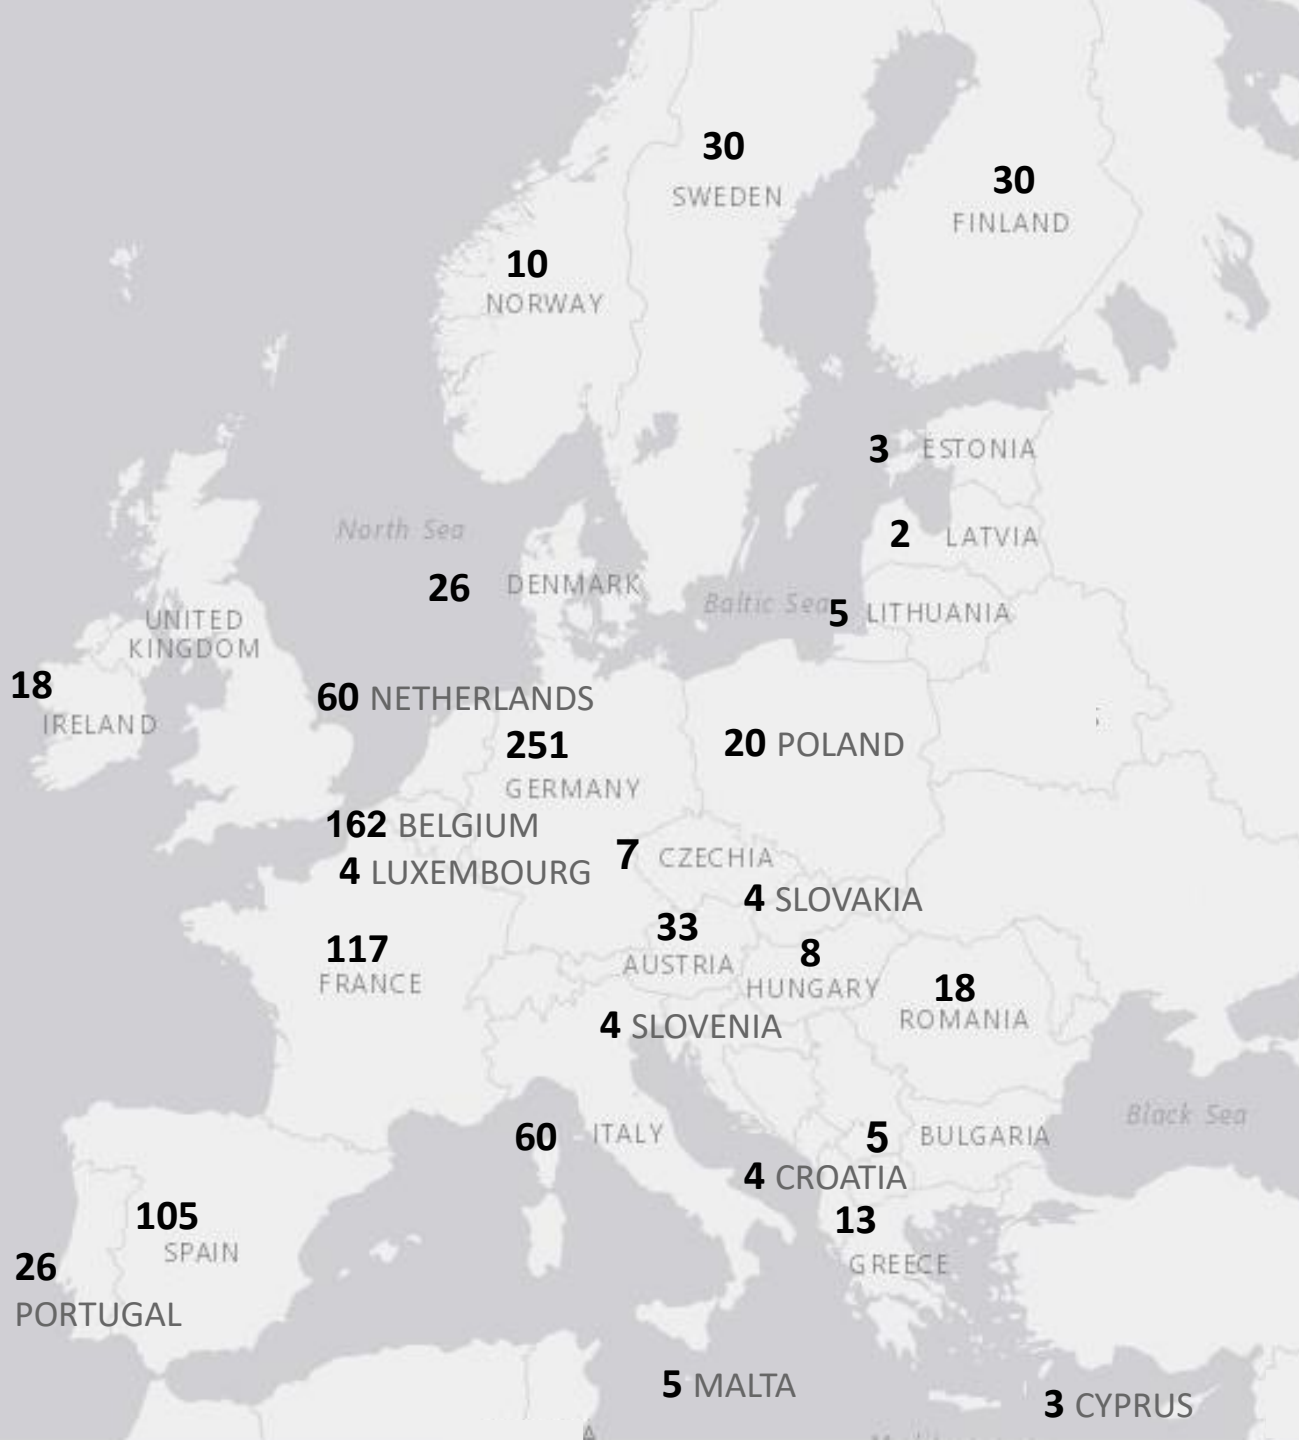 30
SWEDEN
30
FINLAND
10
NORWAY
3 ESTONIA
North Sea
2 LATVIA
26 DENMARK
Baltic Sea
5 LITHUANIA
UNITED
KINGDOM
18
IRELAND
60 NETHERLANDS
251
GERMANY
20 POLAND
162 BELGIUM
7 CZECHIA
4 LUXEMBOURG
4 SLOVAKIA
33
AUSTRIA
117
FRANCE
8
HUNGARY
18
ROMANIA
4 SLOVENIA
Black Sea
60 ITALY
5 BULGARIA
4 CROATIA
105
SPAIN
13
GREECE
26
PORTUGAL
5 MALTA
3 CYPRUS